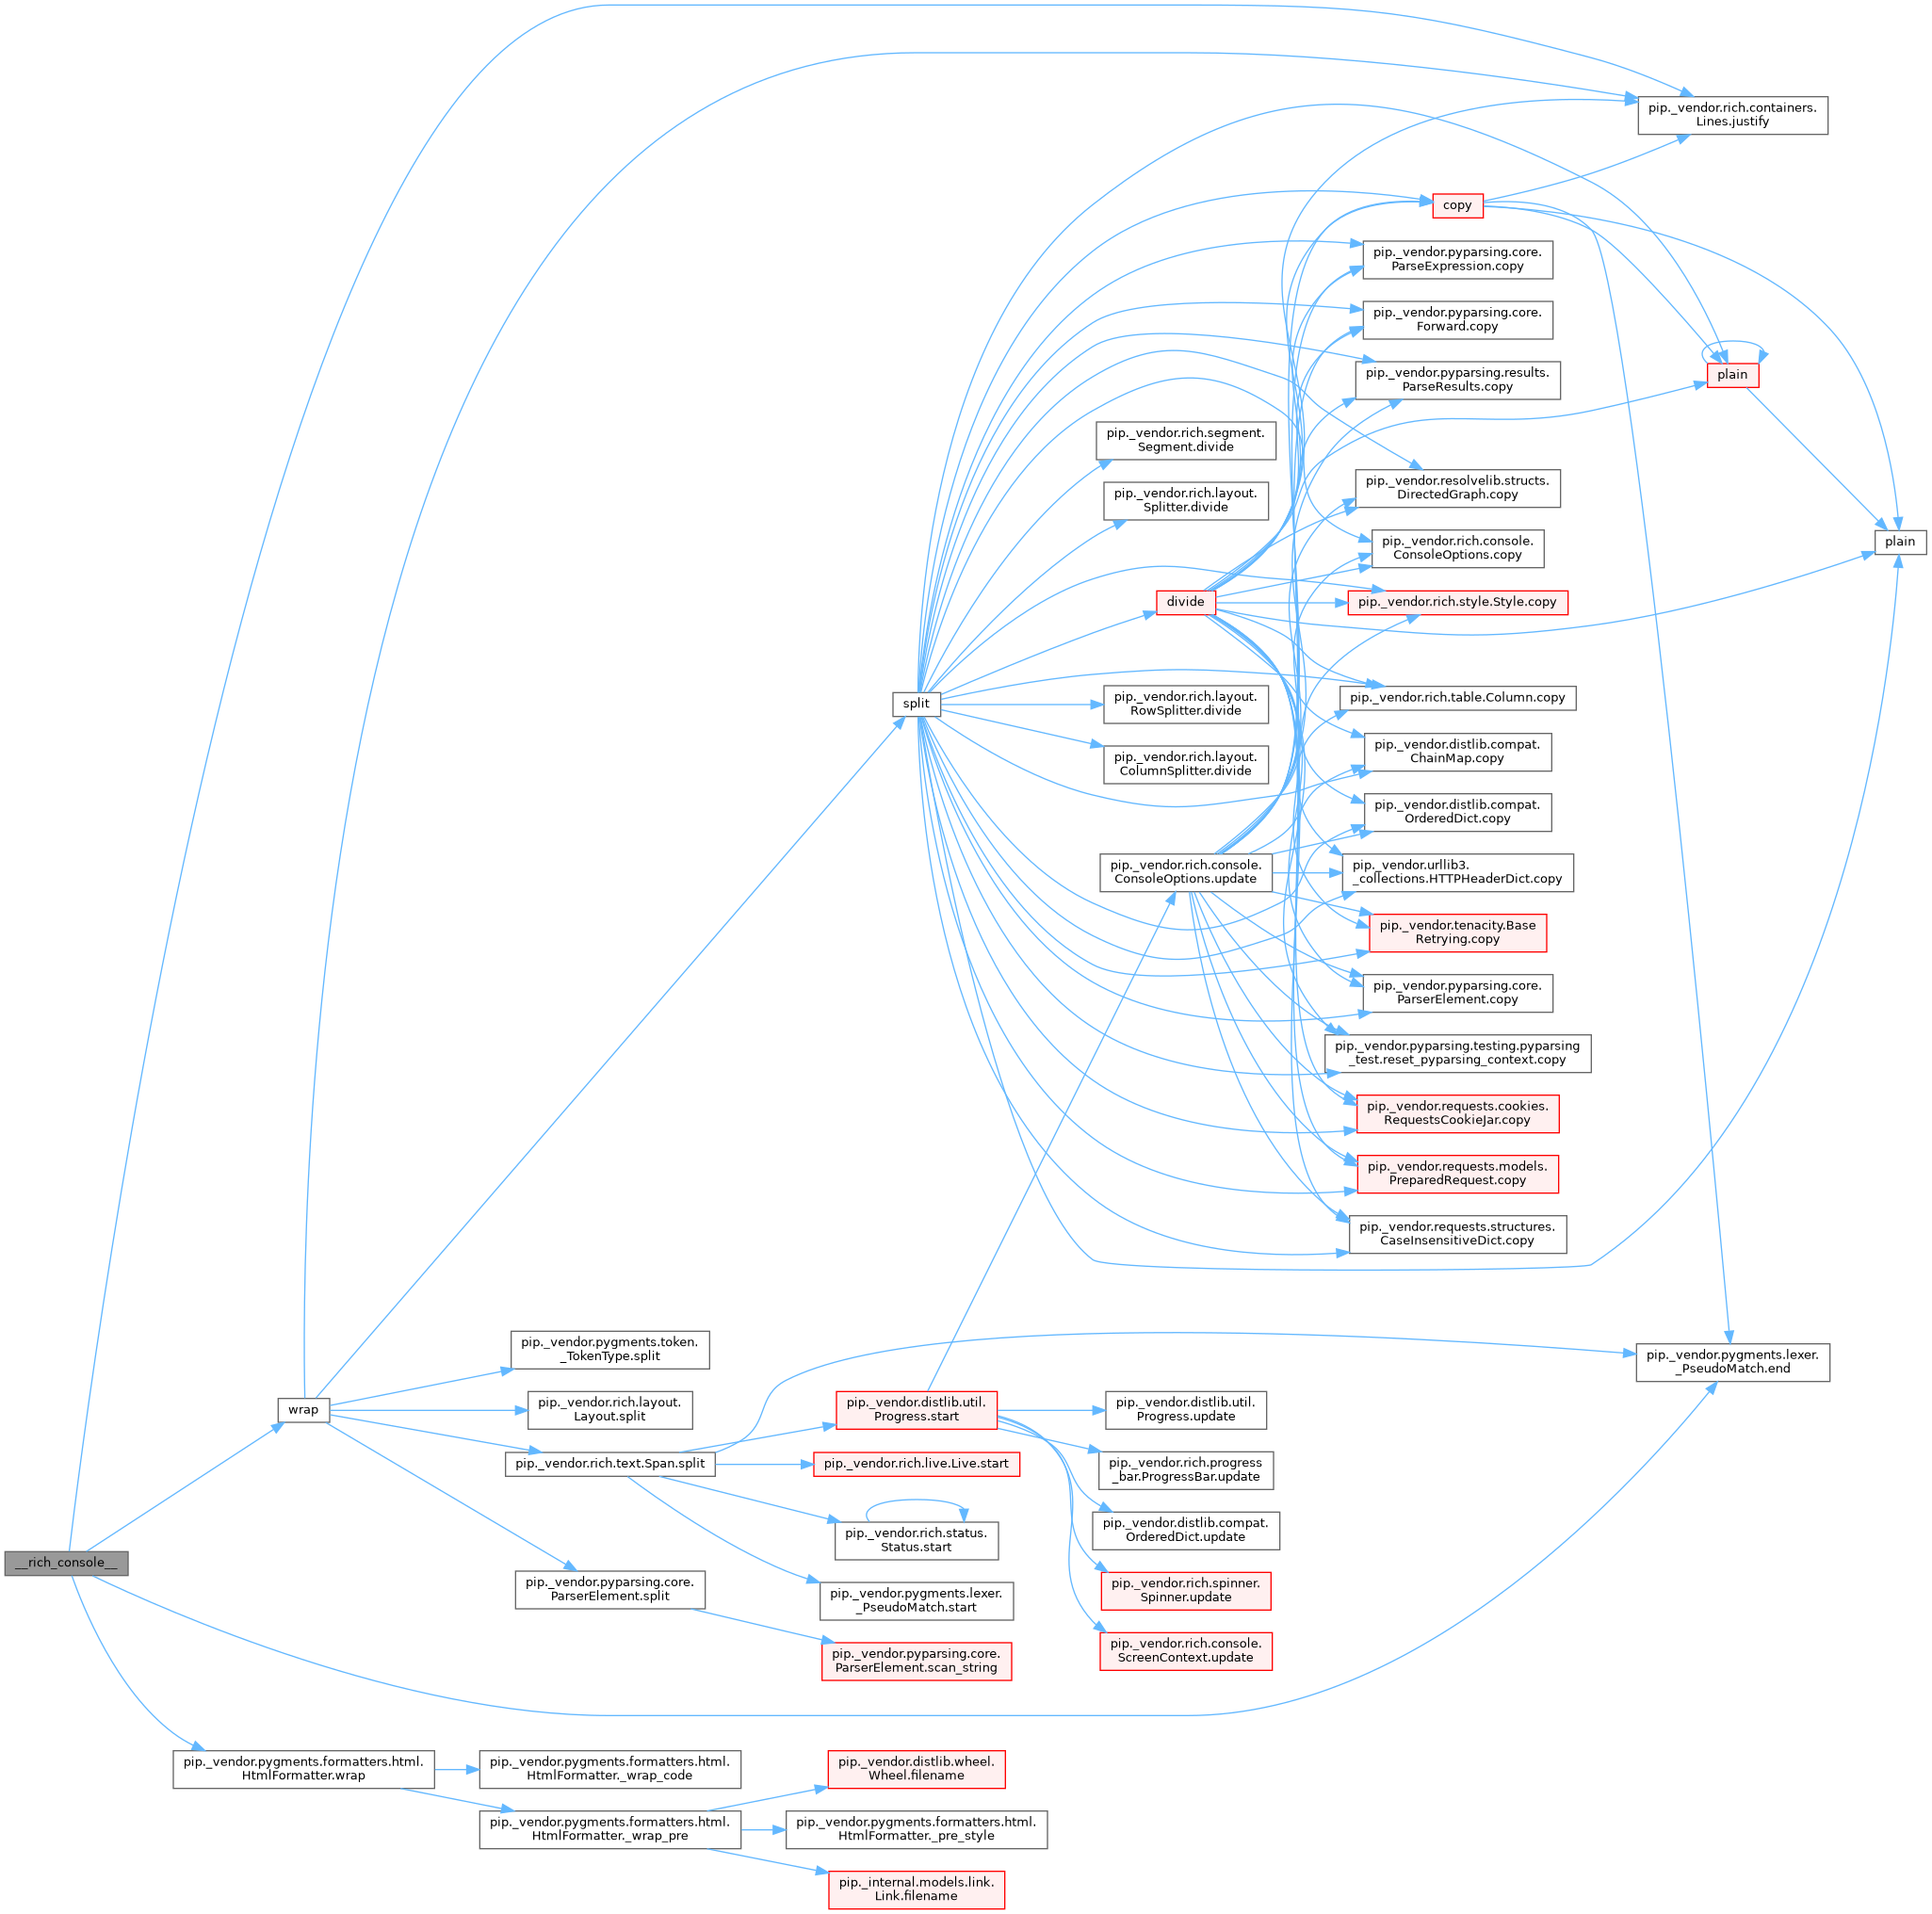 pip._vendor.rich.containers.
Lines.justify
copy
pip._vendor.pyparsing.core.
ParseExpression.copy
pip._vendor.pyparsing.core.
Forward.copy
pip._vendor.pyparsing.results.
ParseResults.copy
plain
pip._vendor.rich.segment.
Segment.divide
pip._vendor.resolvelib.structs.
DirectedGraph.copy
pip._vendor.rich.layout.
Splitter.divide
pip._vendor.rich.console.
ConsoleOptions.copy
plain
divide
pip._vendor.rich.style.Style.copy
split
pip._vendor.rich.layout.
RowSplitter.divide
pip._vendor.rich.table.Column.copy
pip._vendor.rich.layout.
ColumnSplitter.divide
pip._vendor.distlib.compat.
ChainMap.copy
pip._vendor.distlib.compat.
OrderedDict.copy
pip._vendor.rich.console.
ConsoleOptions.update
pip._vendor.urllib3.
_collections.HTTPHeaderDict.copy
pip._vendor.tenacity.Base
Retrying.copy
pip._vendor.pyparsing.core.
ParserElement.copy
pip._vendor.pyparsing.testing.pyparsing
_test.reset_pyparsing_context.copy
pip._vendor.requests.cookies.
RequestsCookieJar.copy
pip._vendor.requests.models.
PreparedRequest.copy
pip._vendor.requests.structures.
CaseInsensitiveDict.copy
pip._vendor.pygments.token.
_TokenType.split
pip._vendor.pygments.lexer.
_PseudoMatch.end
wrap
pip._vendor.rich.layout.
Layout.split
pip._vendor.distlib.util.
Progress.start
pip._vendor.distlib.util.
Progress.update
pip._vendor.rich.text.Span.split
pip._vendor.rich.live.Live.start
pip._vendor.rich.progress
_bar.ProgressBar.update
pip._vendor.rich.status.
Status.start
pip._vendor.distlib.compat.
OrderedDict.update
__rich_console__
pip._vendor.pyparsing.core.
ParserElement.split
pip._vendor.pygments.lexer.
_PseudoMatch.start
pip._vendor.rich.spinner.
Spinner.update
pip._vendor.pyparsing.core.
ParserElement.scan_string
pip._vendor.rich.console.
ScreenContext.update
pip._vendor.pygments.formatters.html.
HtmlFormatter.wrap
pip._vendor.pygments.formatters.html.
HtmlFormatter._wrap_code
pip._vendor.distlib.wheel.
Wheel.filename
pip._vendor.pygments.formatters.html.
HtmlFormatter._wrap_pre
pip._vendor.pygments.formatters.html.
HtmlFormatter._pre_style
pip._internal.models.link.
Link.filename